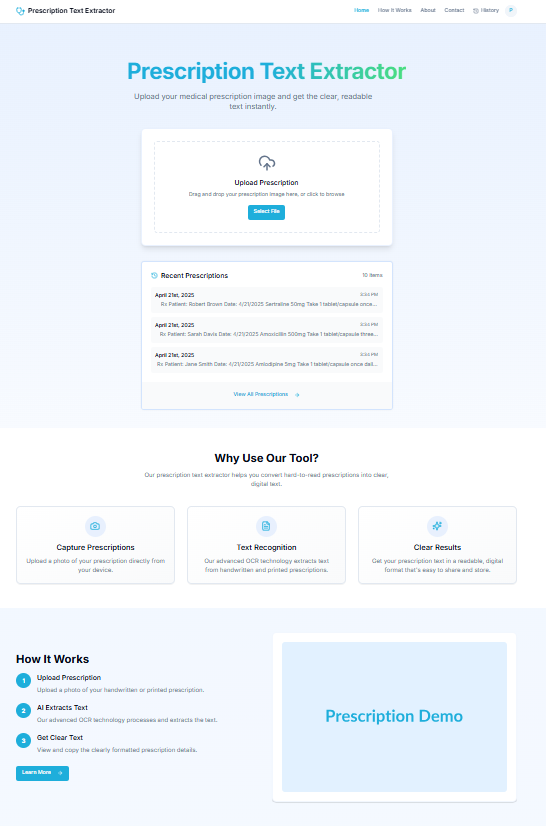 Prescription Text Extractor
Home How It Works About Contact History P
Prescription Text Extractor
Upload your medical prescription image and get the clear, readable
text instantly.
Upload Prescription
Drag and drop your prescription image here, or click to browse
Select File
Recent Prescriptions 10 items
April 21st, 2025 8:54 PM
Rx Patient: Robert Brown Date: 4/21/2025 Sertraline 50mg Take 1 tablet/capsule once...
April 21st, 2025 8:54 PM
Rx Patient: Sarah Davis Date: 4/21/2025 Amoxicillin 500mg Take 1 tablet/capsule three...
April 21st, 2025 8:54 PM
Rx Patient: Jane Smith Date: 4/21/2025 Amlodipine 5mg Take 1 tablet/capsule once dail...
View All Prescriptions →
Why Use Our Tool?
Our prescription text extractor helps you convert hard-to-read prescriptions into clear,
digital text.
Capture Prescriptions
Upload a photo of your prescription directly from
your device.
Text Recognition
Our advanced OCR technology extracts text
from handwritten and printed prescriptions.
Clear Results
Get your prescription text in a readable, digital
format that's easy to share and store.
How It Works
1 Upload Prescription
Upload a photo of your handwritten or printed prescription.
2 AI Extracts Text
Our advanced OCR technology processes and extracts the text.
3 Get Clear Text
View and copy the clearly formatted prescription details.
Learn More →
Prescription Demo